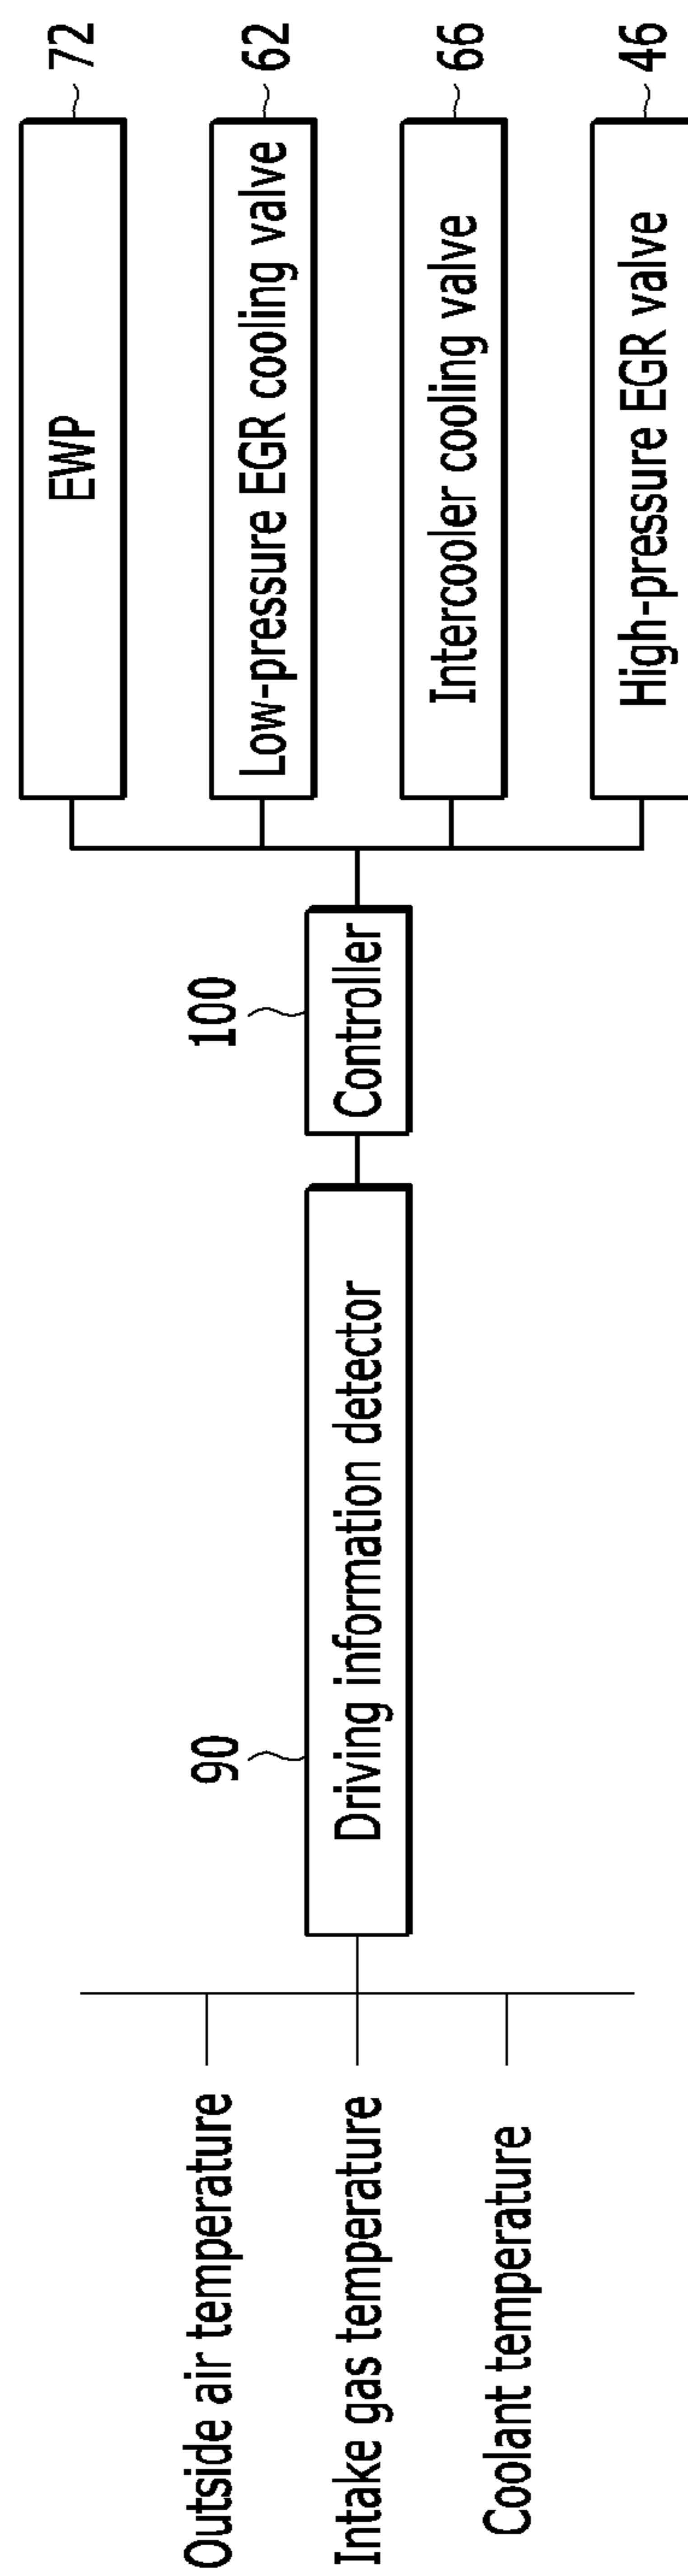 Outside air temperature
Intake gas temperature
Coolant temperature
90
Driving information detector
100
Controller
EWP
72
Low-pressure EGR cooling valve
62
Intercooler cooling valve
66
High-pressure EGR valve
46